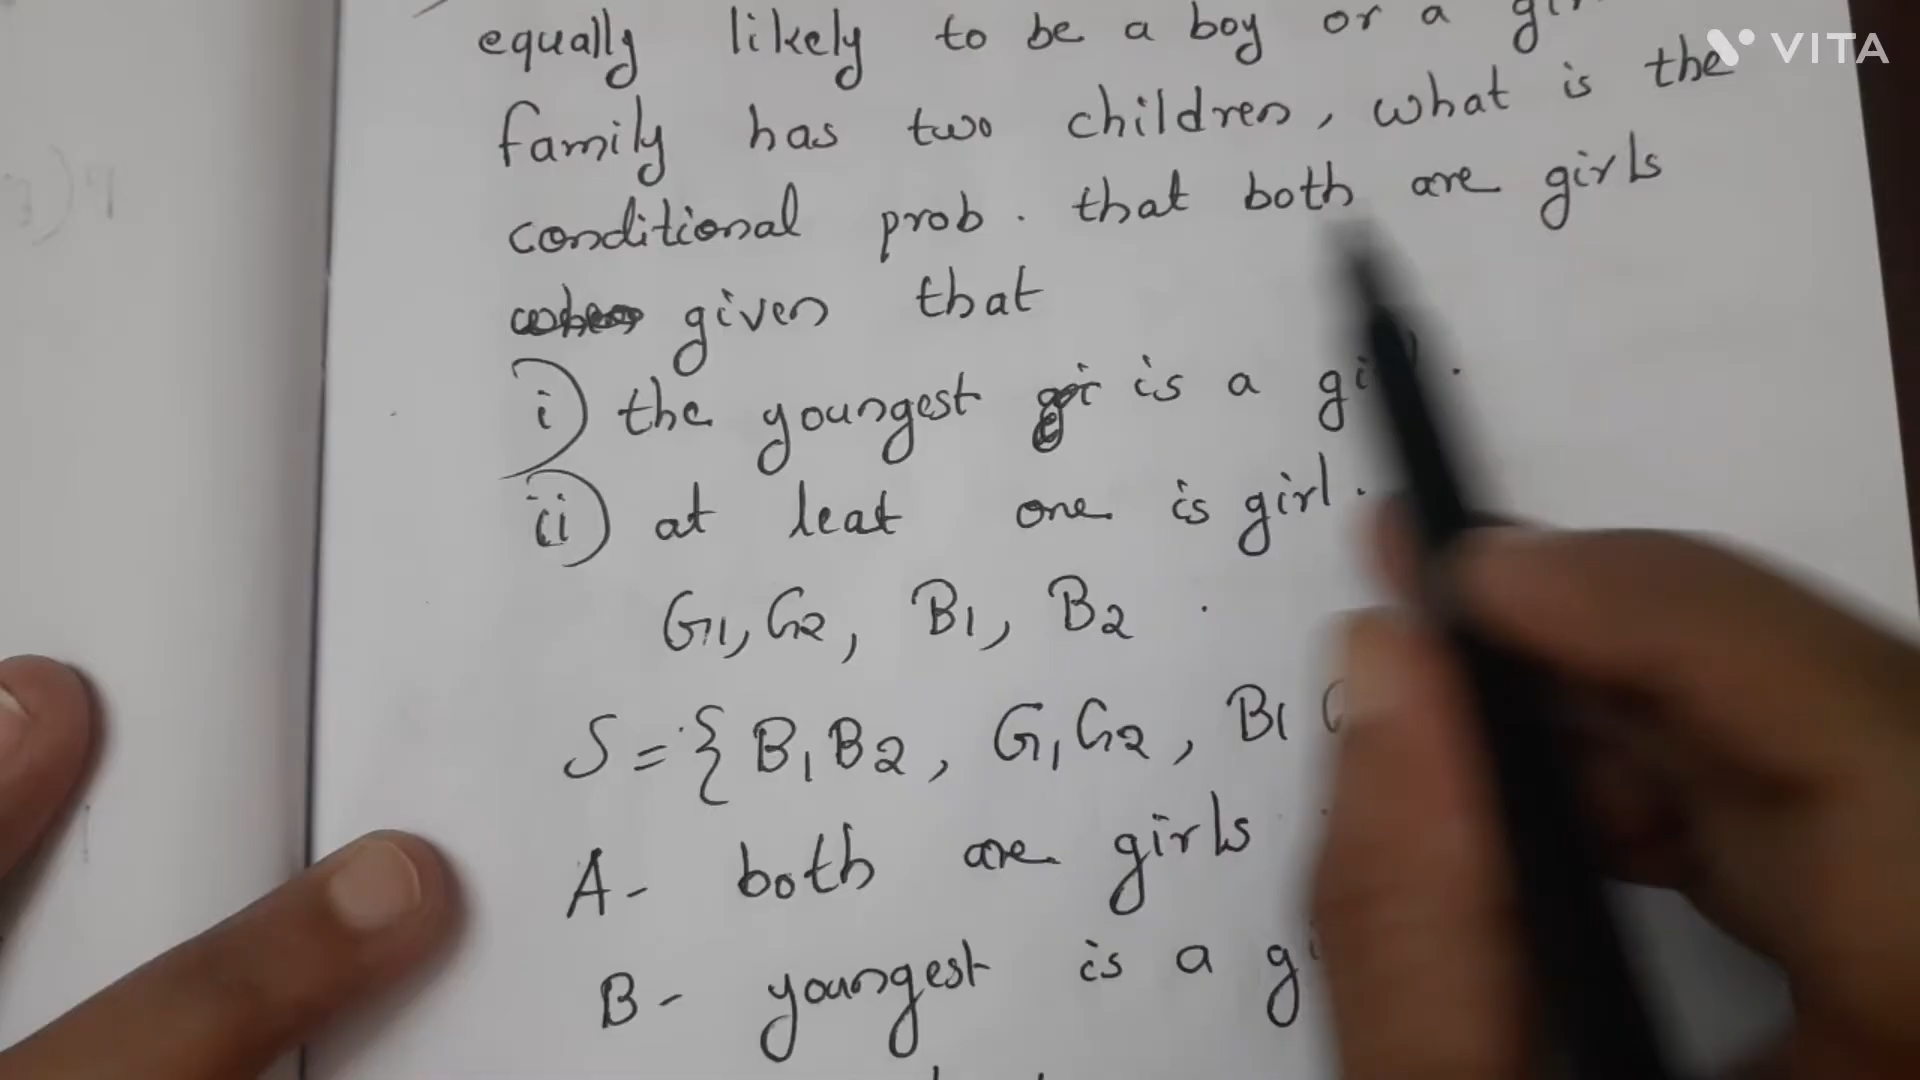 equally likely to be a boy or a
VITA
family has two children, what is the
conditional prob. that both are girls
given that
i) the youngest is a
ii) at leat one is girl.
G1, G2, B1, B2.
S = { B1B2, G1G2, B1
A - both are girls
B - youngest is a